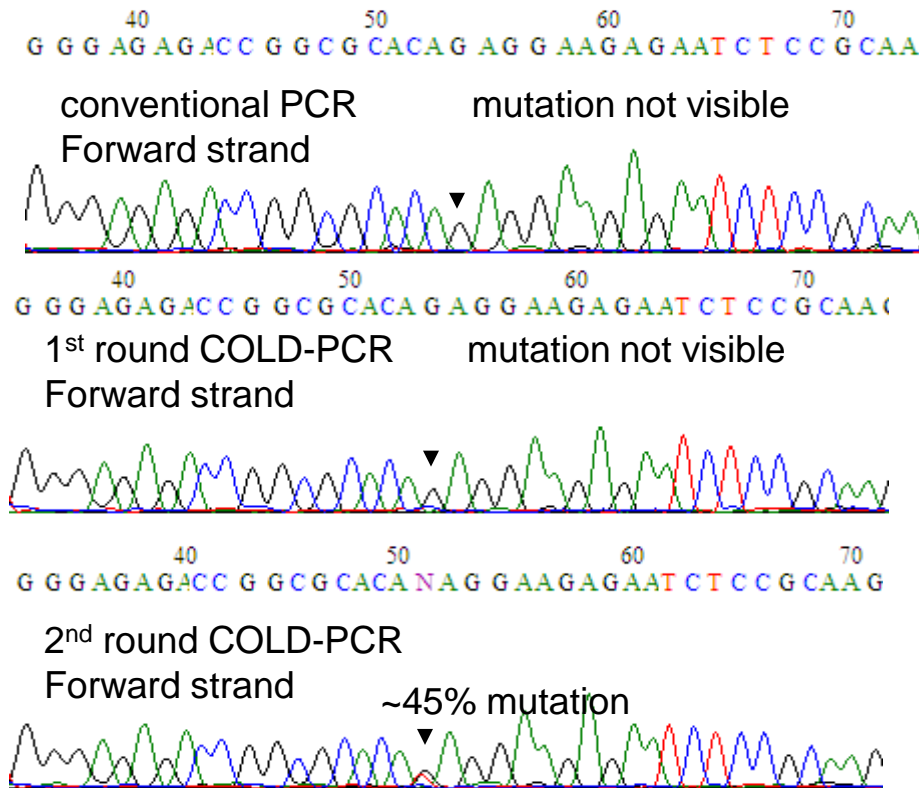 40 50 60 70
G G G A G A G A C C G G C G C A C A G A G G A A G A G A A T C T C C G C A A
conventional PCR mutation not visible
Forward strand
40 50 60 70
G G G A G A G A C C G G C G C A C A G A G G A A G A G A A T C T C C G C A A
1st round COLD-PCR mutation not visible
Forward strand
40 50 60 70
G G G A G A G A C C G G C G C A C A N A G G A A G A G A A T C T C C G C A A G
2nd round COLD-PCR
Forward strand
~45% mutation